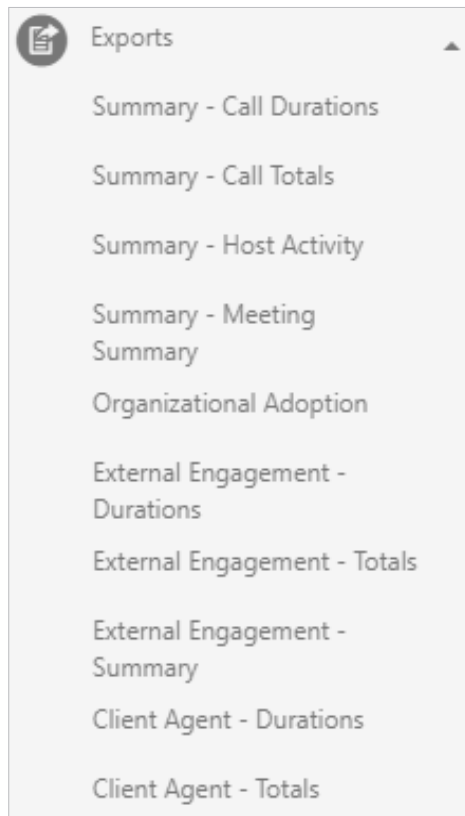 Exports
Summary - Call Durations
Summary - Call Totals
Summary - Host Activity
Summary - Meeting
Summary
Organizational Adoption
External Engagement -
Durations
External Engagement - Totals
External Engagement -
Summary
Client Agent - Durations
Client Agent - Totals